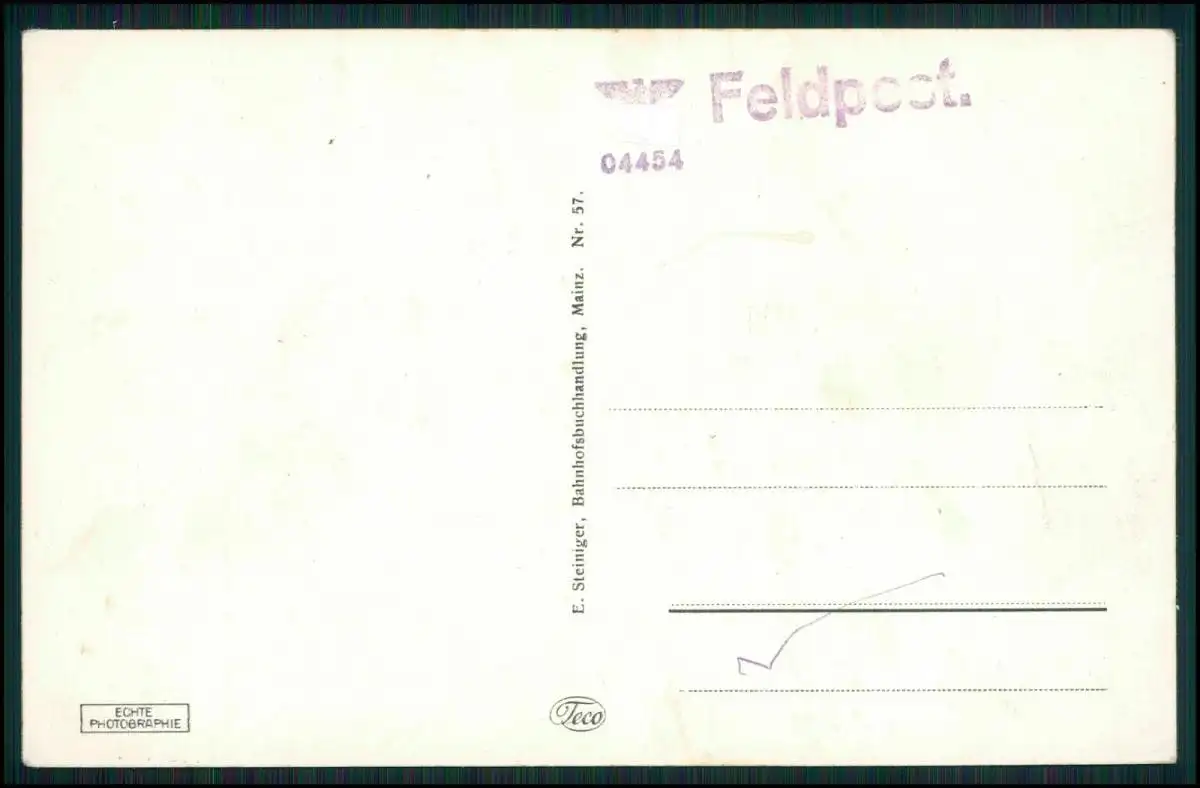 Feldpost.
04454
E. Steiniger, Bahnhofsbuchhandlung, Mainz. Nr. 57.
ECHTE
PHOTOGRAPHIE
Teco